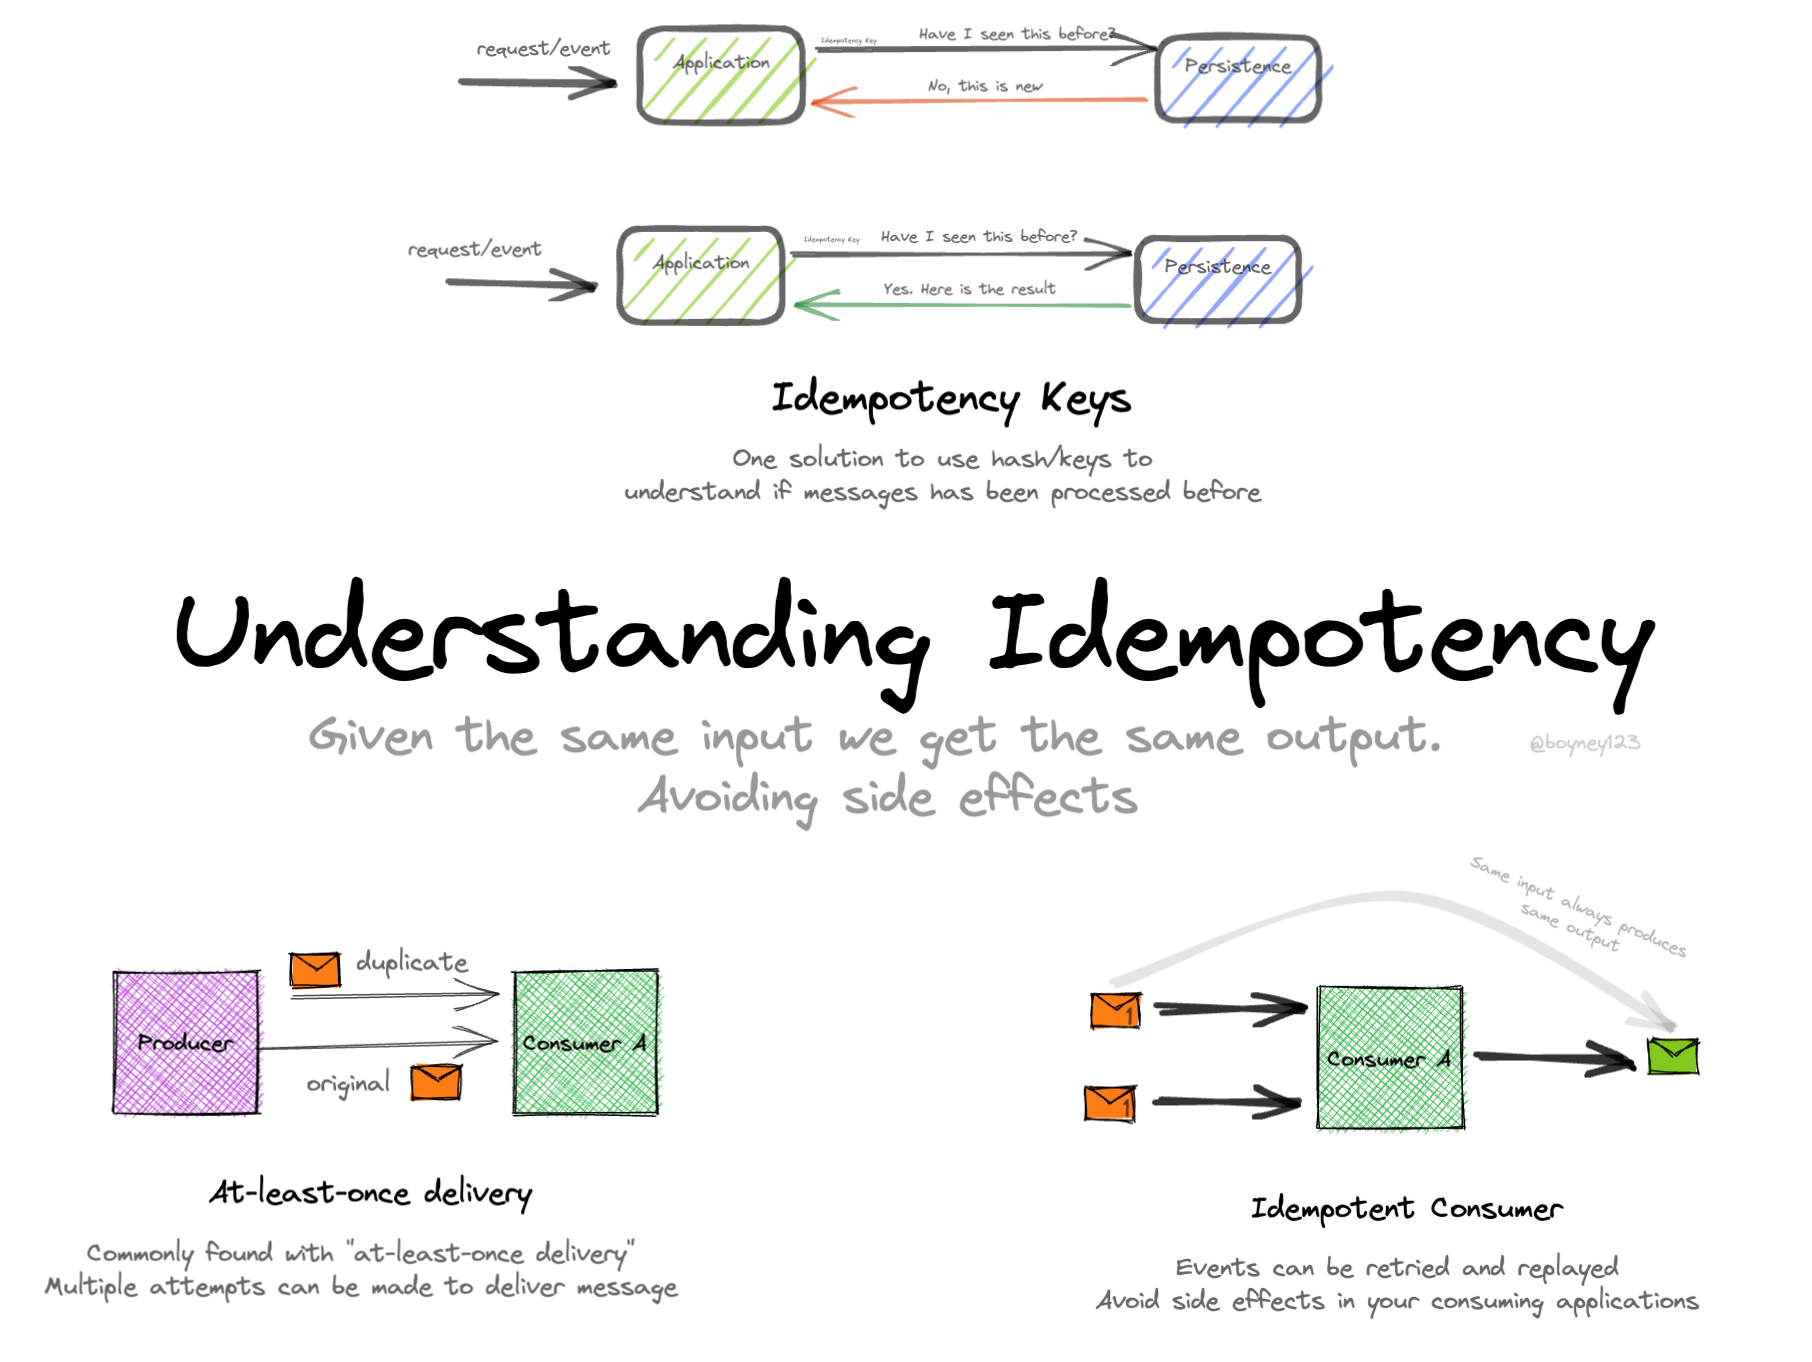 request/event
Application
Idempotency Key
Have I seen this before?
No, this is new
Persistence
request/event
Application
Idempotency Key
Have I seen this before?
Yes. Here is the result
Persistence
Idempotency Keys
One solution to use hash/keys to
understand if messages has been processed before
Understanding Idempotency
Given the same input we get the same output.
@boyney123
Avoiding side effects
duplicate
Producer
original
Consumer A
At-least-once delivery
Commonly found with "at-least-once delivery"
Multiple attempts can be made to deliver message
Same input always produces
same output
1
1
Consumer A
Idempotent Consumer
Events can be retried and replayed
Avoid side effects in your consuming applications